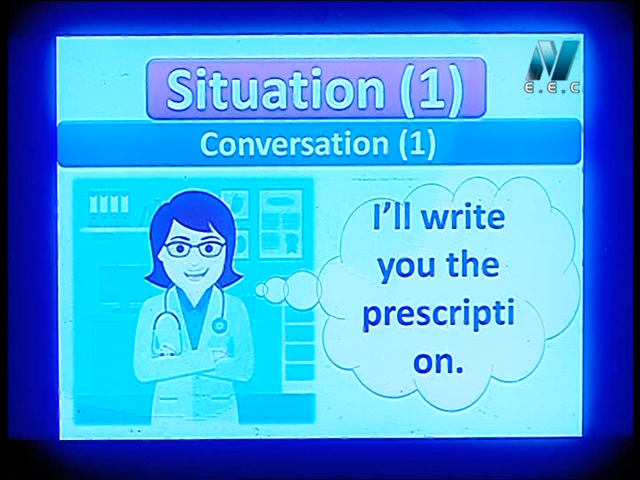 Situation (1)
E.E.C
Conversation (1)
I'll write
you the
prescripti
on.